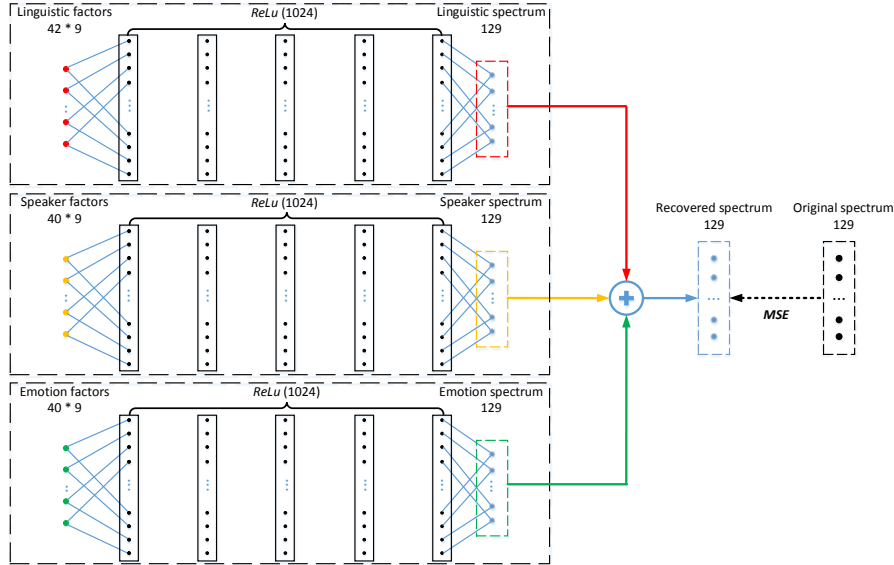 Linguistic factors
42 * 9
ReLu (1024)
Linguistic spectrum
129
Speaker factors
40 * 9
ReLu (1024)
Speaker spectrum
129
Recovered spectrum
129
Original spectrum
129
MSE
Emotion factors
40 * 9
ReLu (1024)
Emotion spectrum
129